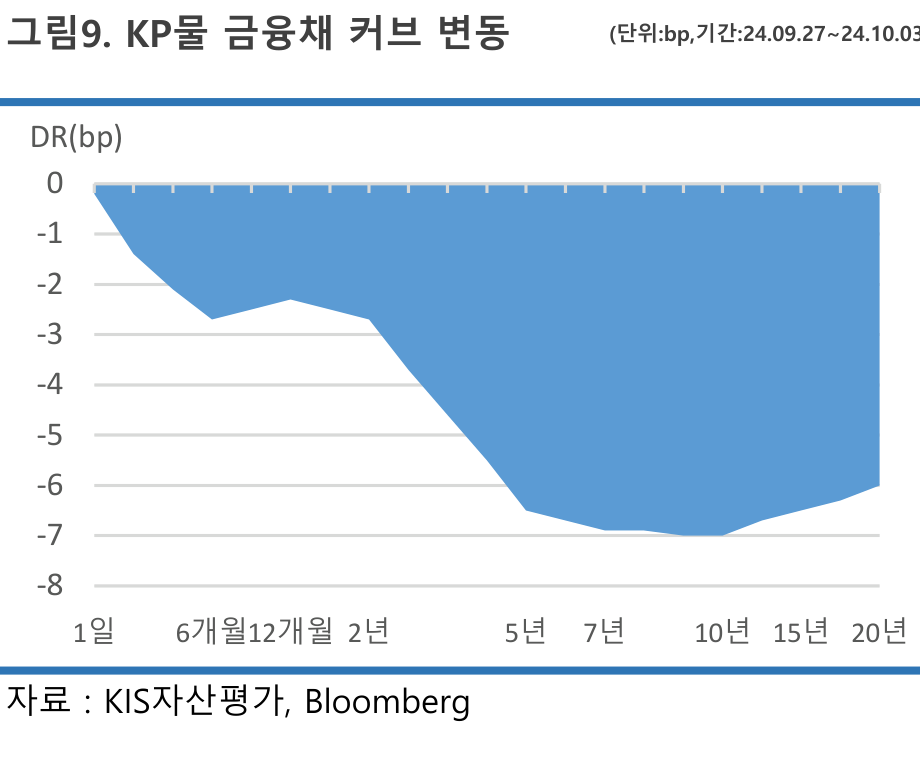 그림9. KP물 금융채 커브 변동
(단위:bp,기간:24.09.27~24.10.03
DR(bp)
0
-1
-2
-3
-4
-5
-6
-7
-8
1일 6개월 12개월 2년 5년 7년 10년 15년 20년
자료 : KIS자산평가, Bloomberg